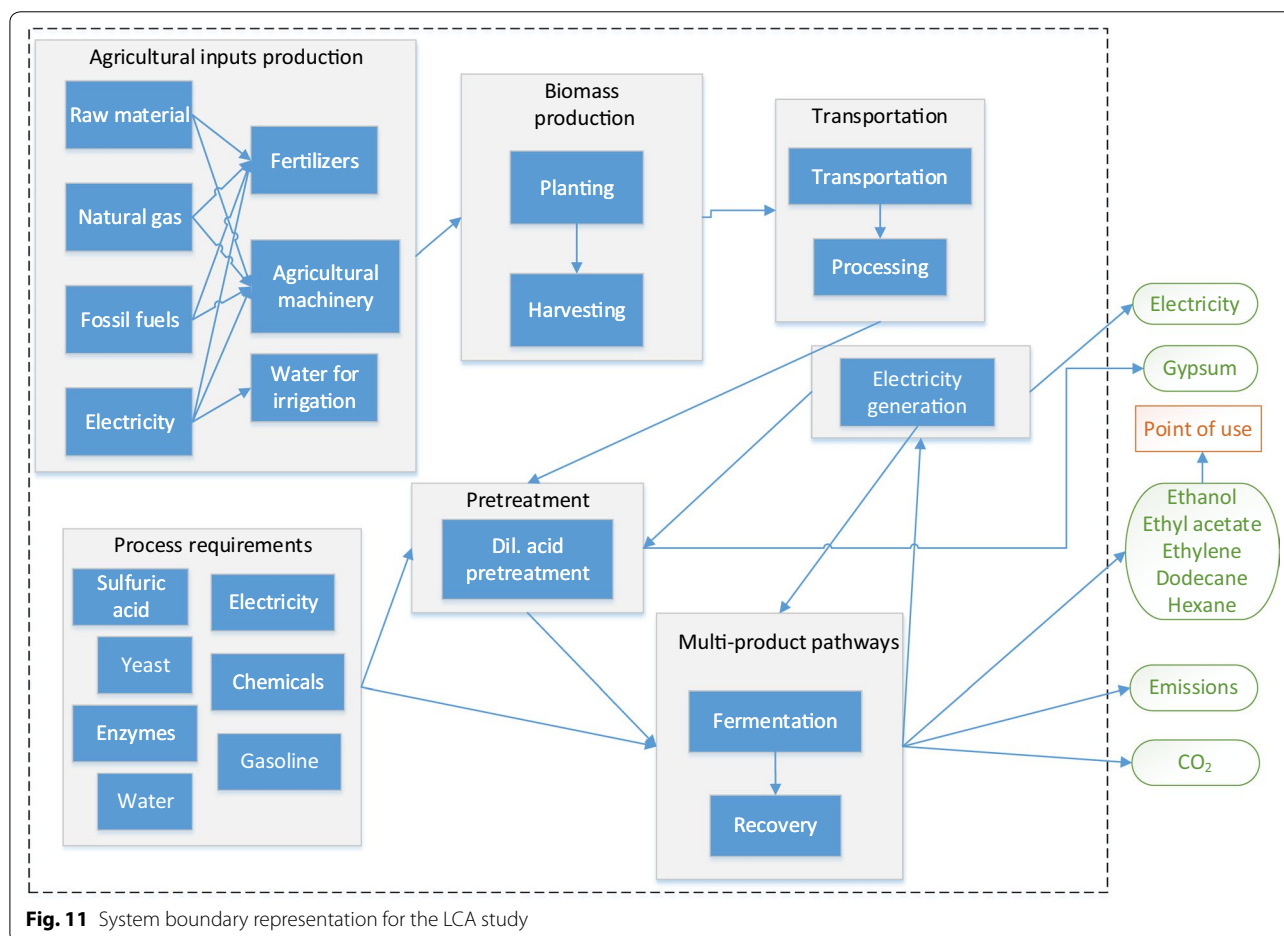 Agricultural inputs production
Raw material
Natural gas
Fossil fuels
Electricity
Fertilizers
Agricultural
machinery
Water for
irrigation
Biomass
production
Planting
Harvesting
Transportation
Transportation
Processing
Electricity
generation
Pretreatment
Dil. acid
pretreatment
Process requirements
Sulfuric
acid
Yeast
Enzymes
Water
Electricity
Chemicals
Gasoline
Multi-product pathways
Fermentation
Recovery
Electricity
Gypsum
Point of use
Ethanol
Ethyl acetate
Ethylene
Dodecane
Hexane
Emissions
CO₂
Fig. 11 System boundary representation for the LCA study